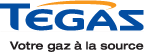 TEGAS
Votre gaz à la source